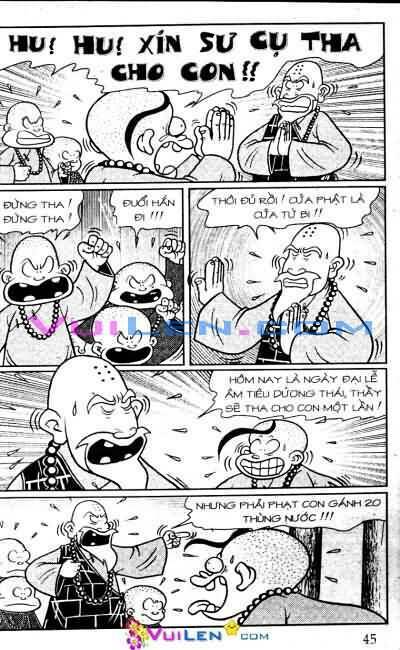 HU! HU! XÍN SƯ CỤ THA
CHO CON!!
ĐỪNG THA!
ĐỪNG THA!
ĐUỔI HẮN
ĐI!!!
THÔI ĐỦ RỒI! CỬA PHẬT LÀ
CỬA TỪ BI!!
VUILEN.COM
HÔM NAY LÀ NGÀY ĐẠI LỄ
ÂM TIÊU DƯƠNG THÁI, THẦY
SẼ THA CHO CON MỘT LẦN!
NHƯNG PHẢI PHẠT CON GÁNH 20
THÙNG NƯỚC!!!
VUILEN.COM
45